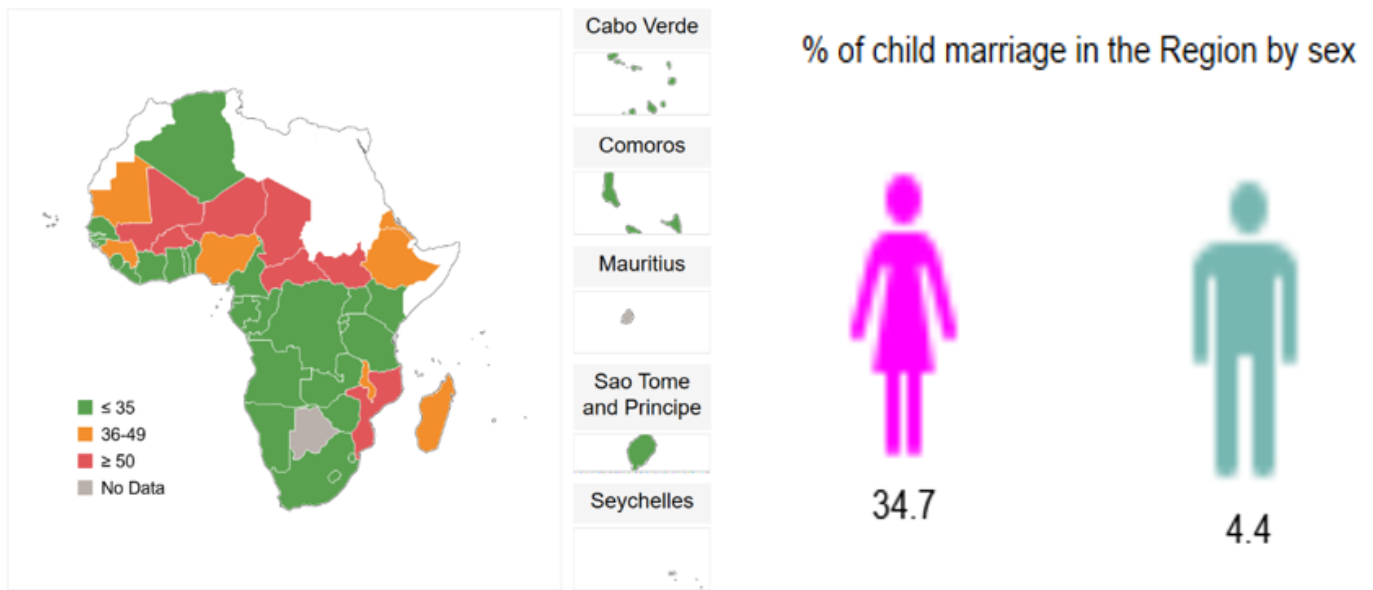 ≤ 35
36-49
≥ 50
No Data
Cabo Verde
Comoros
Mauritius
Sao Tome
and Principe
Seychelles
% of child marriage in the Region by sex
34.7
4.4